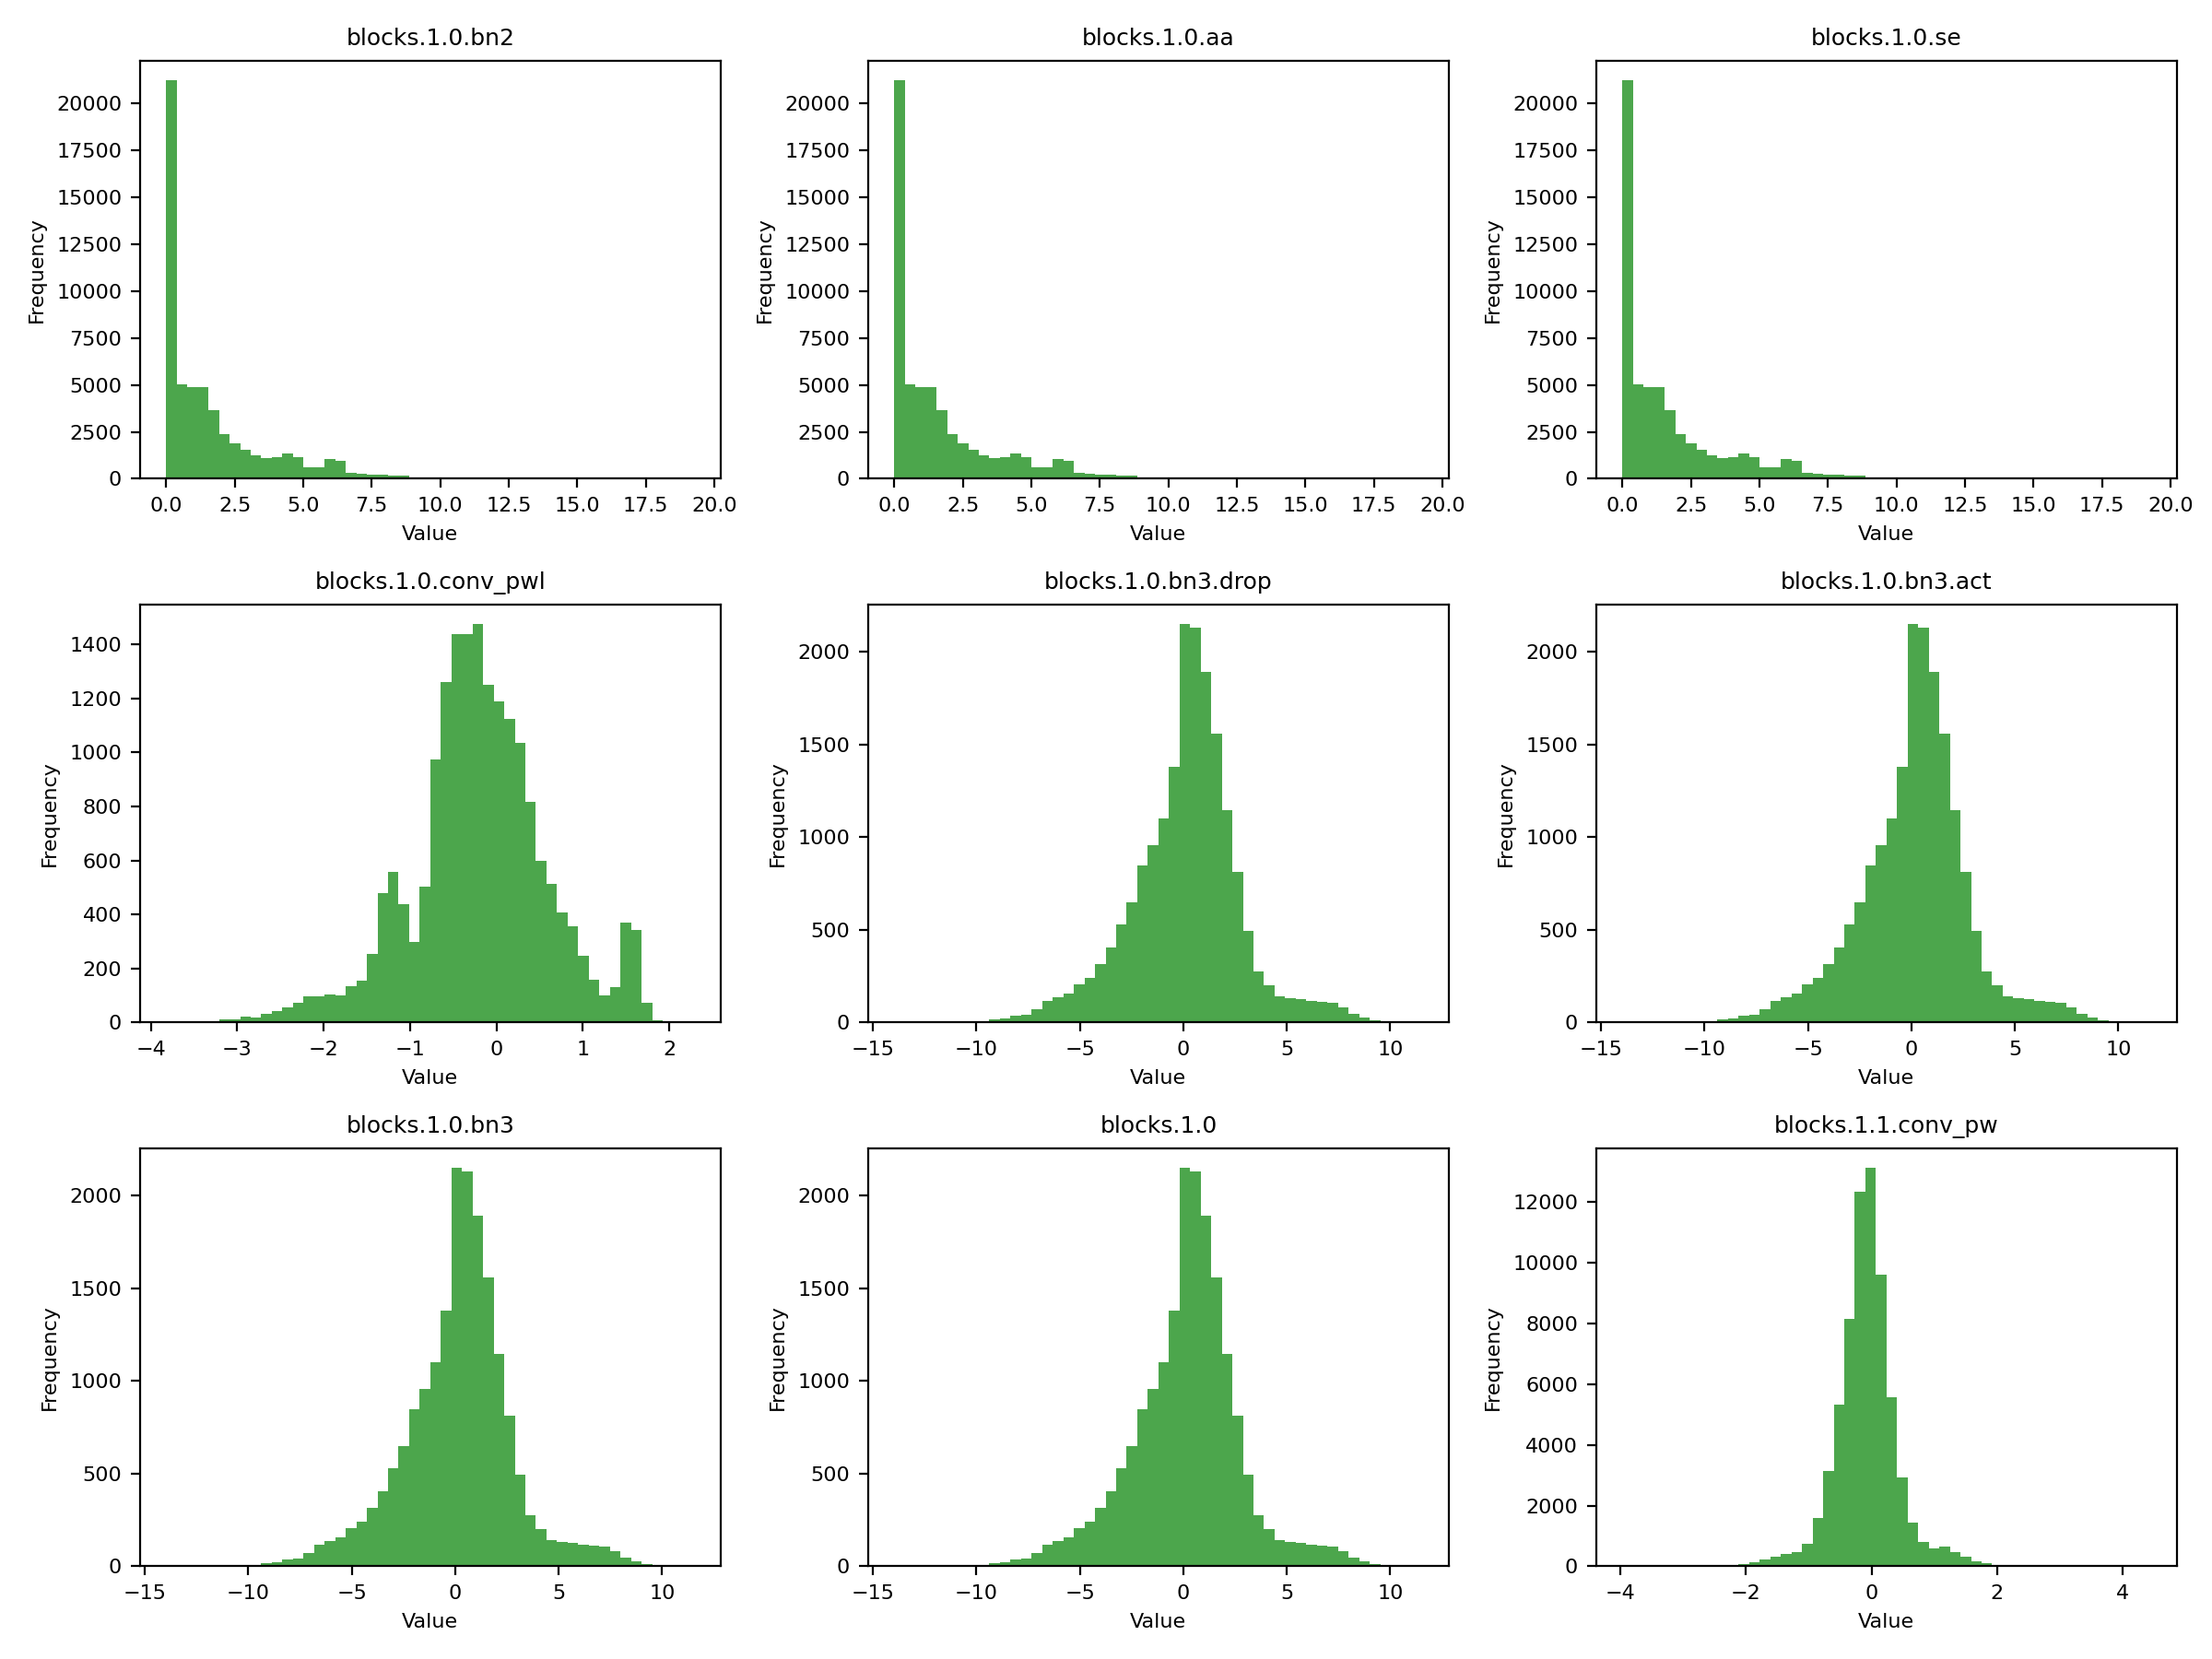 blocks.1.0.bn2
blocks.1.0.aa
blocks.1.0.se
Frequency
20000
17500
15000
12500
10000
7500
5000
2500
0
0.0 2.5 5.0 7.5 10.0 12.5 15.0 17.5 20.0
Value
Frequency
20000
17500
15000
12500
10000
7500
5000
2500
0
0.0 2.5 5.0 7.5 10.0 12.5 15.0 17.5 20.0
Value
Frequency
20000
17500
15000
12500
10000
7500
5000
2500
0
0.0 2.5 5.0 7.5 10.0 12.5 15.0 17.5 20.0
Value
blocks.1.0.conv_pwl
blocks.1.0.bn3.drop
blocks.1.0.bn3.act
Frequency
1400
1200
1000
800
600
400
200
0
−4 −3 −2 −1 0 1 2
Value
Frequency
2000
1500
1000
500
0
−15 −10 −5 0 5 10
Value
Frequency
2000
1500
1000
500
0
−15 −10 −5 0 5 10
Value
blocks.1.0.bn3
blocks.1.0
blocks.1.1.conv_pw
Frequency
2000
1500
1000
500
0
−15 −10 −5 0 5 10
Value
Frequency
2000
1500
1000
500
0
−15 −10 −5 0 5 10
Value
Frequency
12000
10000
8000
6000
4000
2000
0
−4 −2 0 2 4
Value